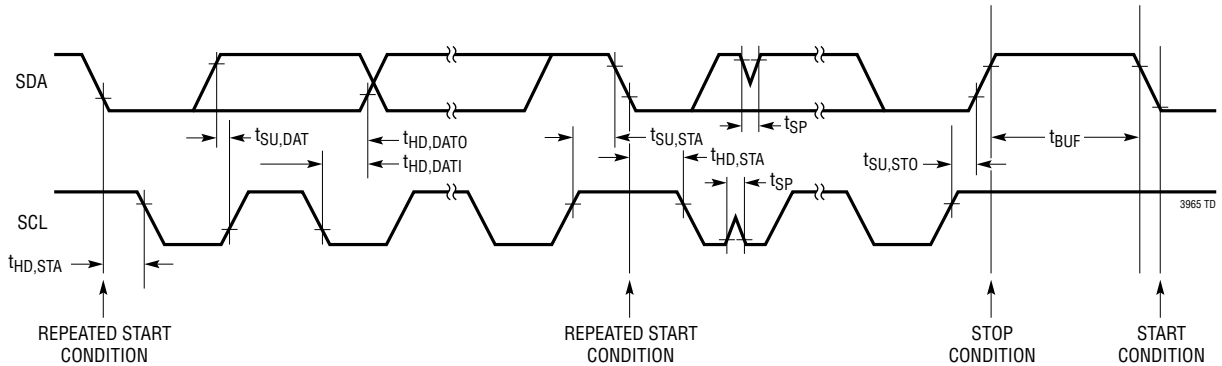 SDA
tSU,DAT
tHD,DATO
tHD,DATI
tSU,STA
tHD,STA
tSP
tSP
tSU,STO
tBUF
SCL
3965 TD
tHD,STA
REPEATED START
CONDITION
REPEATED START
CONDITION
STOP
CONDITION
START
CONDITION